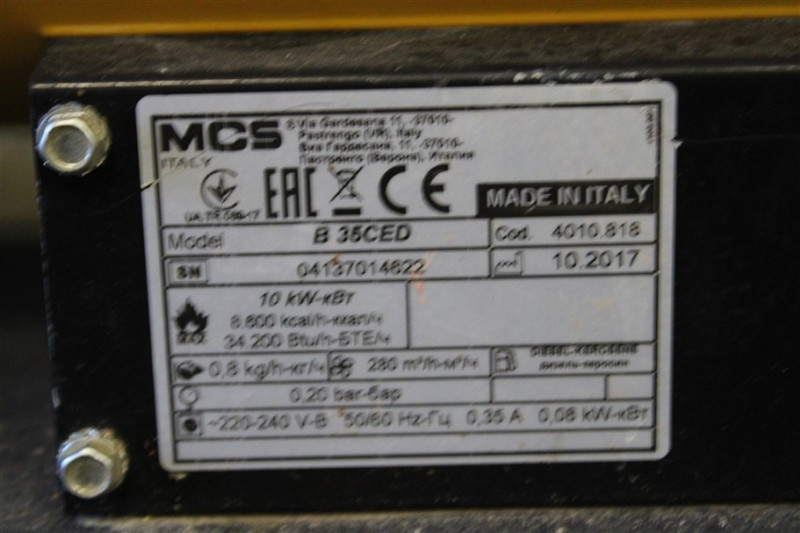 MCS
ITALY
Via Gardesana 11, -37010-
Pastrengo (VR), Italy
Виа Гардесана, 11, -37010-
Пастренго (Верона), Италия
EAC CE
MADE IN ITALY
Model B 35CED Cod. 4010.818
SN 04137014622 10.2017
10 kW-кВт
8.600 kcal/h-ккал/ч
34.200 Btu/h-БТЕ/ч
MAX
0,8 kg/h-кг/ч 280 m³/h-м³/ч DIESEL-KEROSENE
дизель-керосин
0,20 bar-бар
~220-240 V-В 50/60 Hz-Гц 0,35 A 0,08 kW-кВт